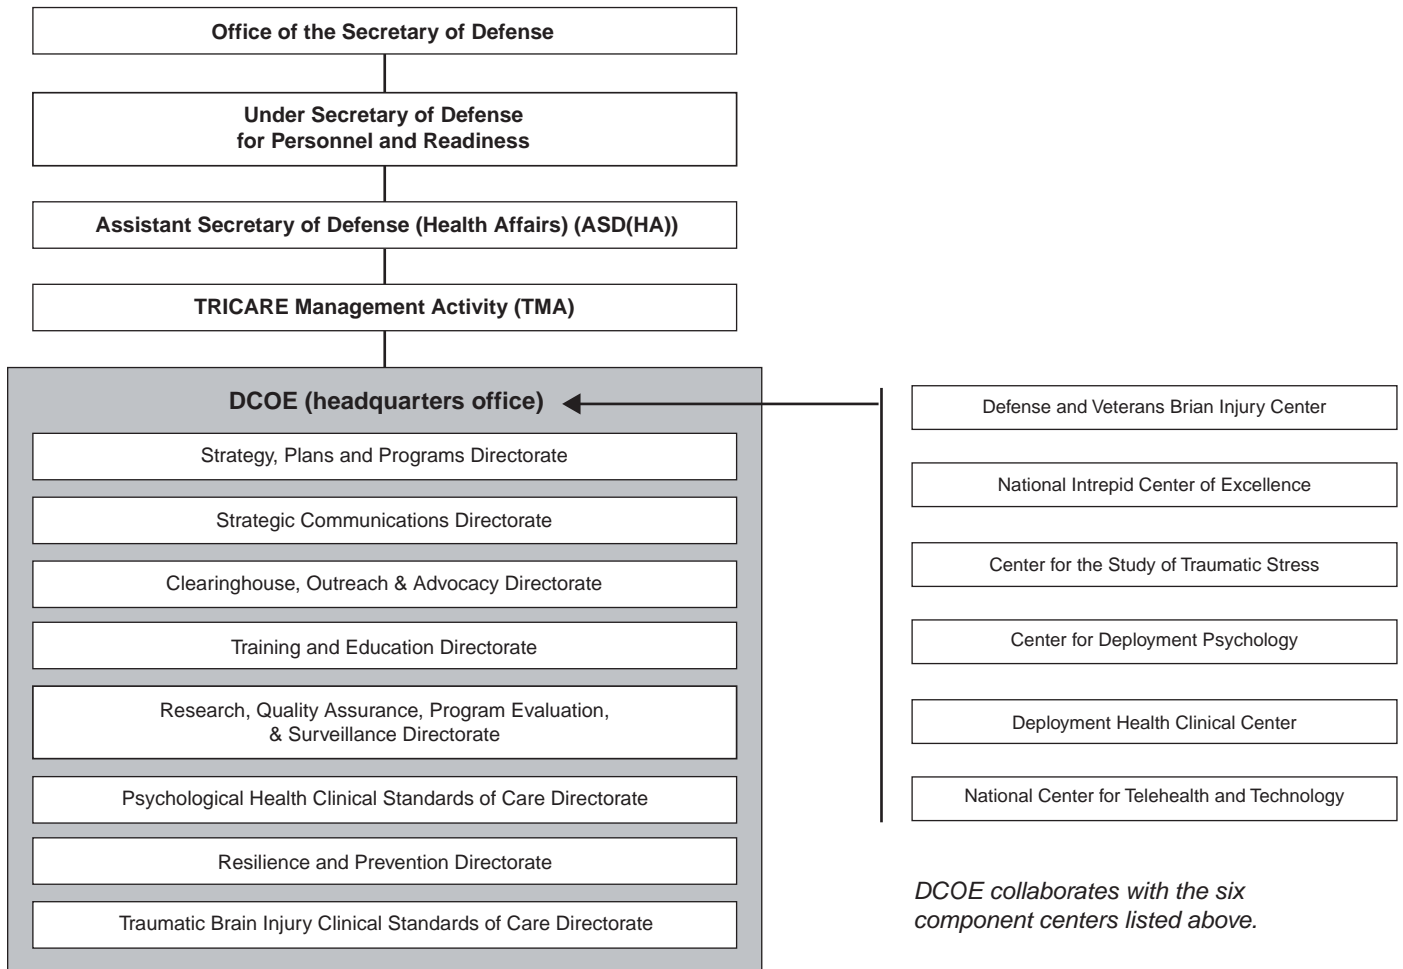 Office of the Secretary of Defense
Under Secretary of Defense
for Personnel and Readiness
Assistant Secretary of Defense (Health Affairs) (ASD(HA))
TRICARE Management Activity (TMA)
DCOE (headquarters office)
Strategy, Plans and Programs Directorate
Strategic Communications Directorate
Clearinghouse, Outreach & Advocacy Directorate
Training and Education Directorate
Research, Quality Assurance, Program Evaluation,
& Surveillance Directorate
Psychological Health Clinical Standards of Care Directorate
Resilience and Prevention Directorate
Traumatic Brain Injury Clinical Standards of Care Directorate
Defense and Veterans Brian Injury Center
National Intrepid Center of Excellence
Center for the Study of Traumatic Stress
Center for Deployment Psychology
Deployment Health Clinical Center
National Center for Telehealth and Technology
DCOE collaborates with the six
component centers listed above.